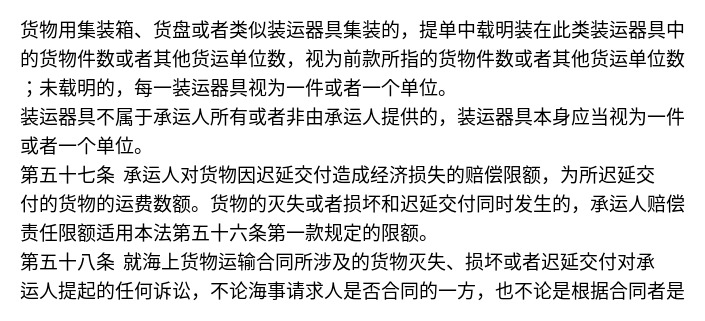 货物用集装箱、货盘或者类似装运器具集装的，提单中载明装在此类装运器具中
的货物件数或者其他货运单位数，视为前款所指的货物件数或者其他货运单位数
；未载明的，每一装运器具视为一件或者一个单位。
装运器具不属于承运人所有或者非由承运人提供的，装运器具本身应当视为一件
或者一个单位。
第五十七条 承运人对货物因迟延交付造成经济损失的赔偿限额，为所迟延交
付的货物的运费数额。货物的灭失或者损坏和迟延交付同时发生的，承运人赔偿
责任限额适用本法第五十六条第一款规定的限额。
第五十八条 就海上货物运输合同所涉及的货物灭失、损坏或者迟延交付对承
运人提起的任何诉讼，不论海事请求人是否合同的一方，也不论是根据合同者是